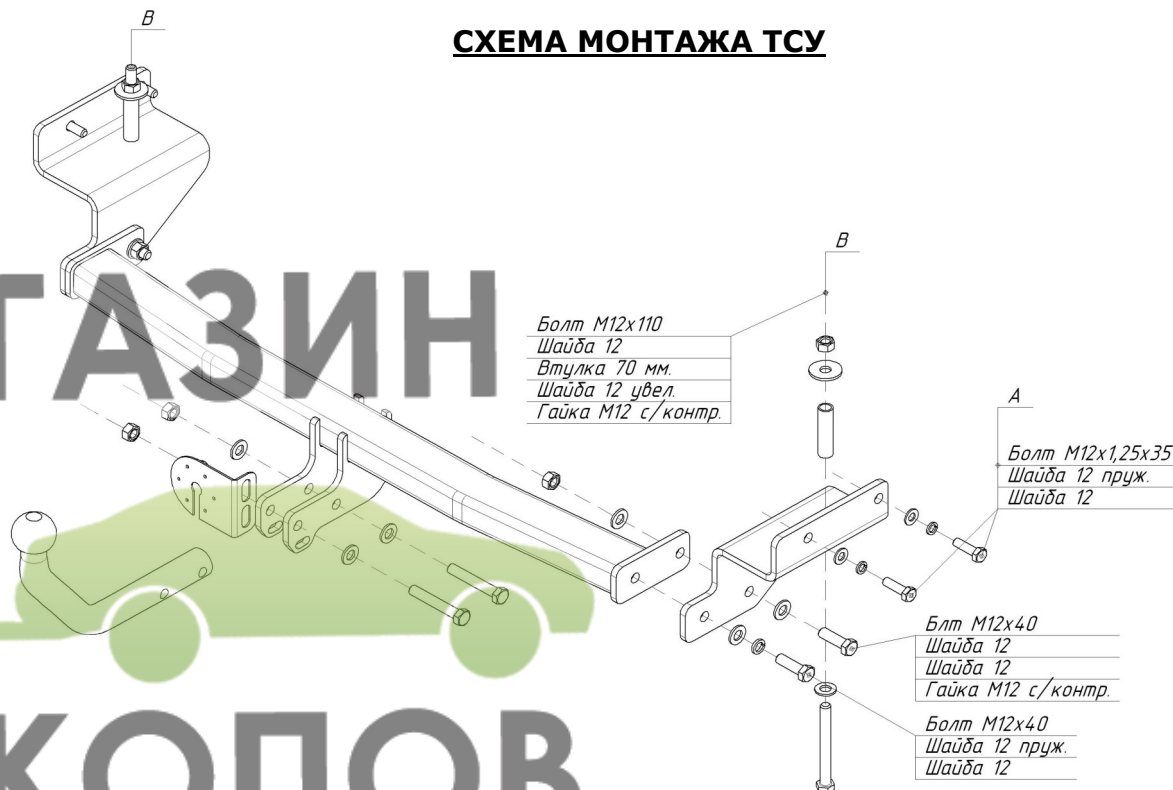 СХЕМА МОНТАЖА ТСУ
В
В
Болт М12х110
Шайба 12
Втулка 70 мм.
Шайба 12 увел.
Гайка М12 с/контр.
А
Болт М12х1,25х35
Шайба 12 пруж.
Шайба 12
Блт М12х40
Шайба 12
Шайба 12
Гайка М12 с/контр.
Болт М12х40
Шайба 12 пруж.
Шайба 12
ГАЗИН
КОПОВ